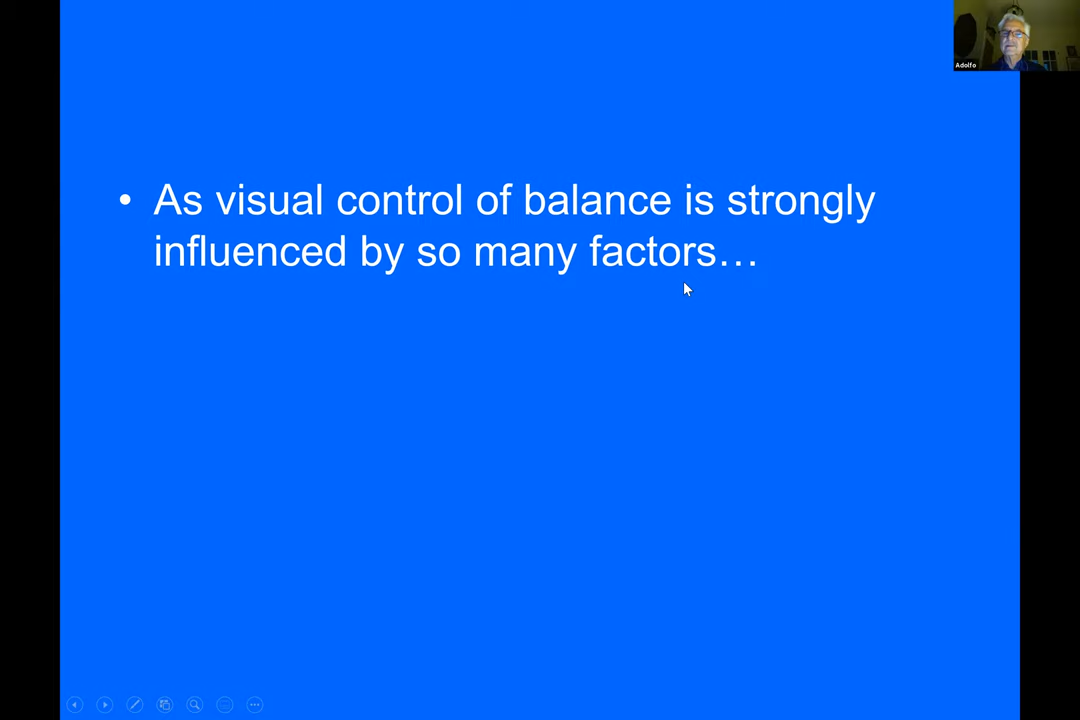 Adolfo
• As visual control of balance is strongly
influenced by so many factors…